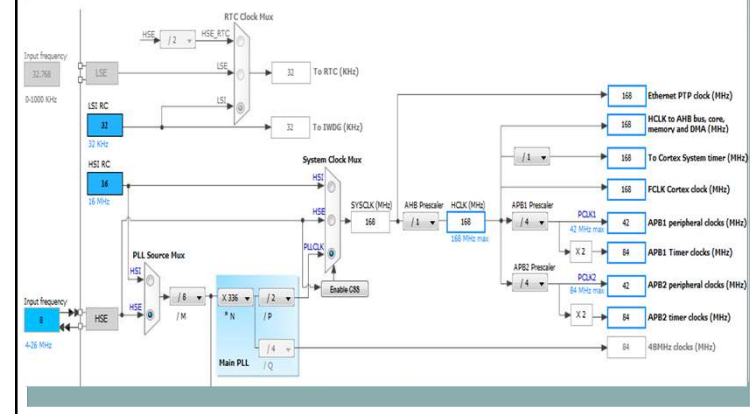 RTC Clock Mux
HSE
/ 2
HSE_RTC
Input frequency
32.768
LSE
LSE
32
To RTC (KHz)
0-1000 KHz
LSI RC
LSI
32
32
To IWDG (KHz)
32 KHz
HSI RC
16
16 MHz
System Clock Mux
HSI
HSE
PLLCLK
SYSCLK (MHz)
168
AHB Prescaler
/ 1
HCLK (MHz)
168
168 MHz max
168
Ethernet PTP clock (MHz)
168
HCLK to AHB bus, core,
memory and DMA (MHz)
/ 1
168
To Cortex System timer (MHz)
168
FCLK Cortex clock (MHz)
APB1 Prescaler
/ 4
PCLK1
42 MHz max
42
APB1 peripheral clocks (MHz)
X 2
84
APB1 Timer clocks (MHz)
APB2 Prescaler
/ 4
PCLK2
84 MHz max
42
APB2 peripheral clocks (MHz)
X 2
84
APB2 timer clocks (MHz)
84
48MHz clocks (MHz)
PLL Source Mux
HSI
HSE
Input frequency
8
HSE
4-26 MHz
/ 8
/ M
X 336
* N
/ 2
/ P
/ 4
/ Q
Main PLL
Enable CSS